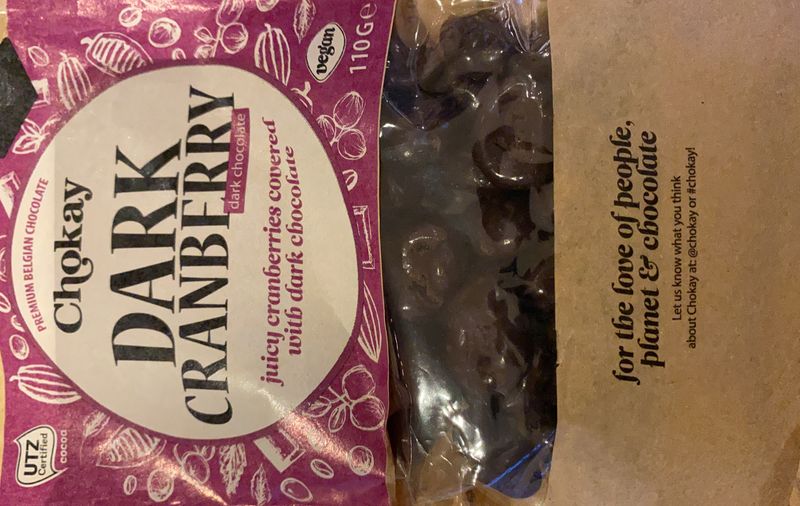 PREMIUM BELGIAN CHOCOLATE
Chokay
DARK
CRANBERRY
dark chocolate
juicy cranberries covered
with dark chocolate
UTZ
Certified
cocoa
vegan
110G℮
for the love of people,
planet & chocolate
Let us know what you think
about Chokay at: @chokay or #chokay!